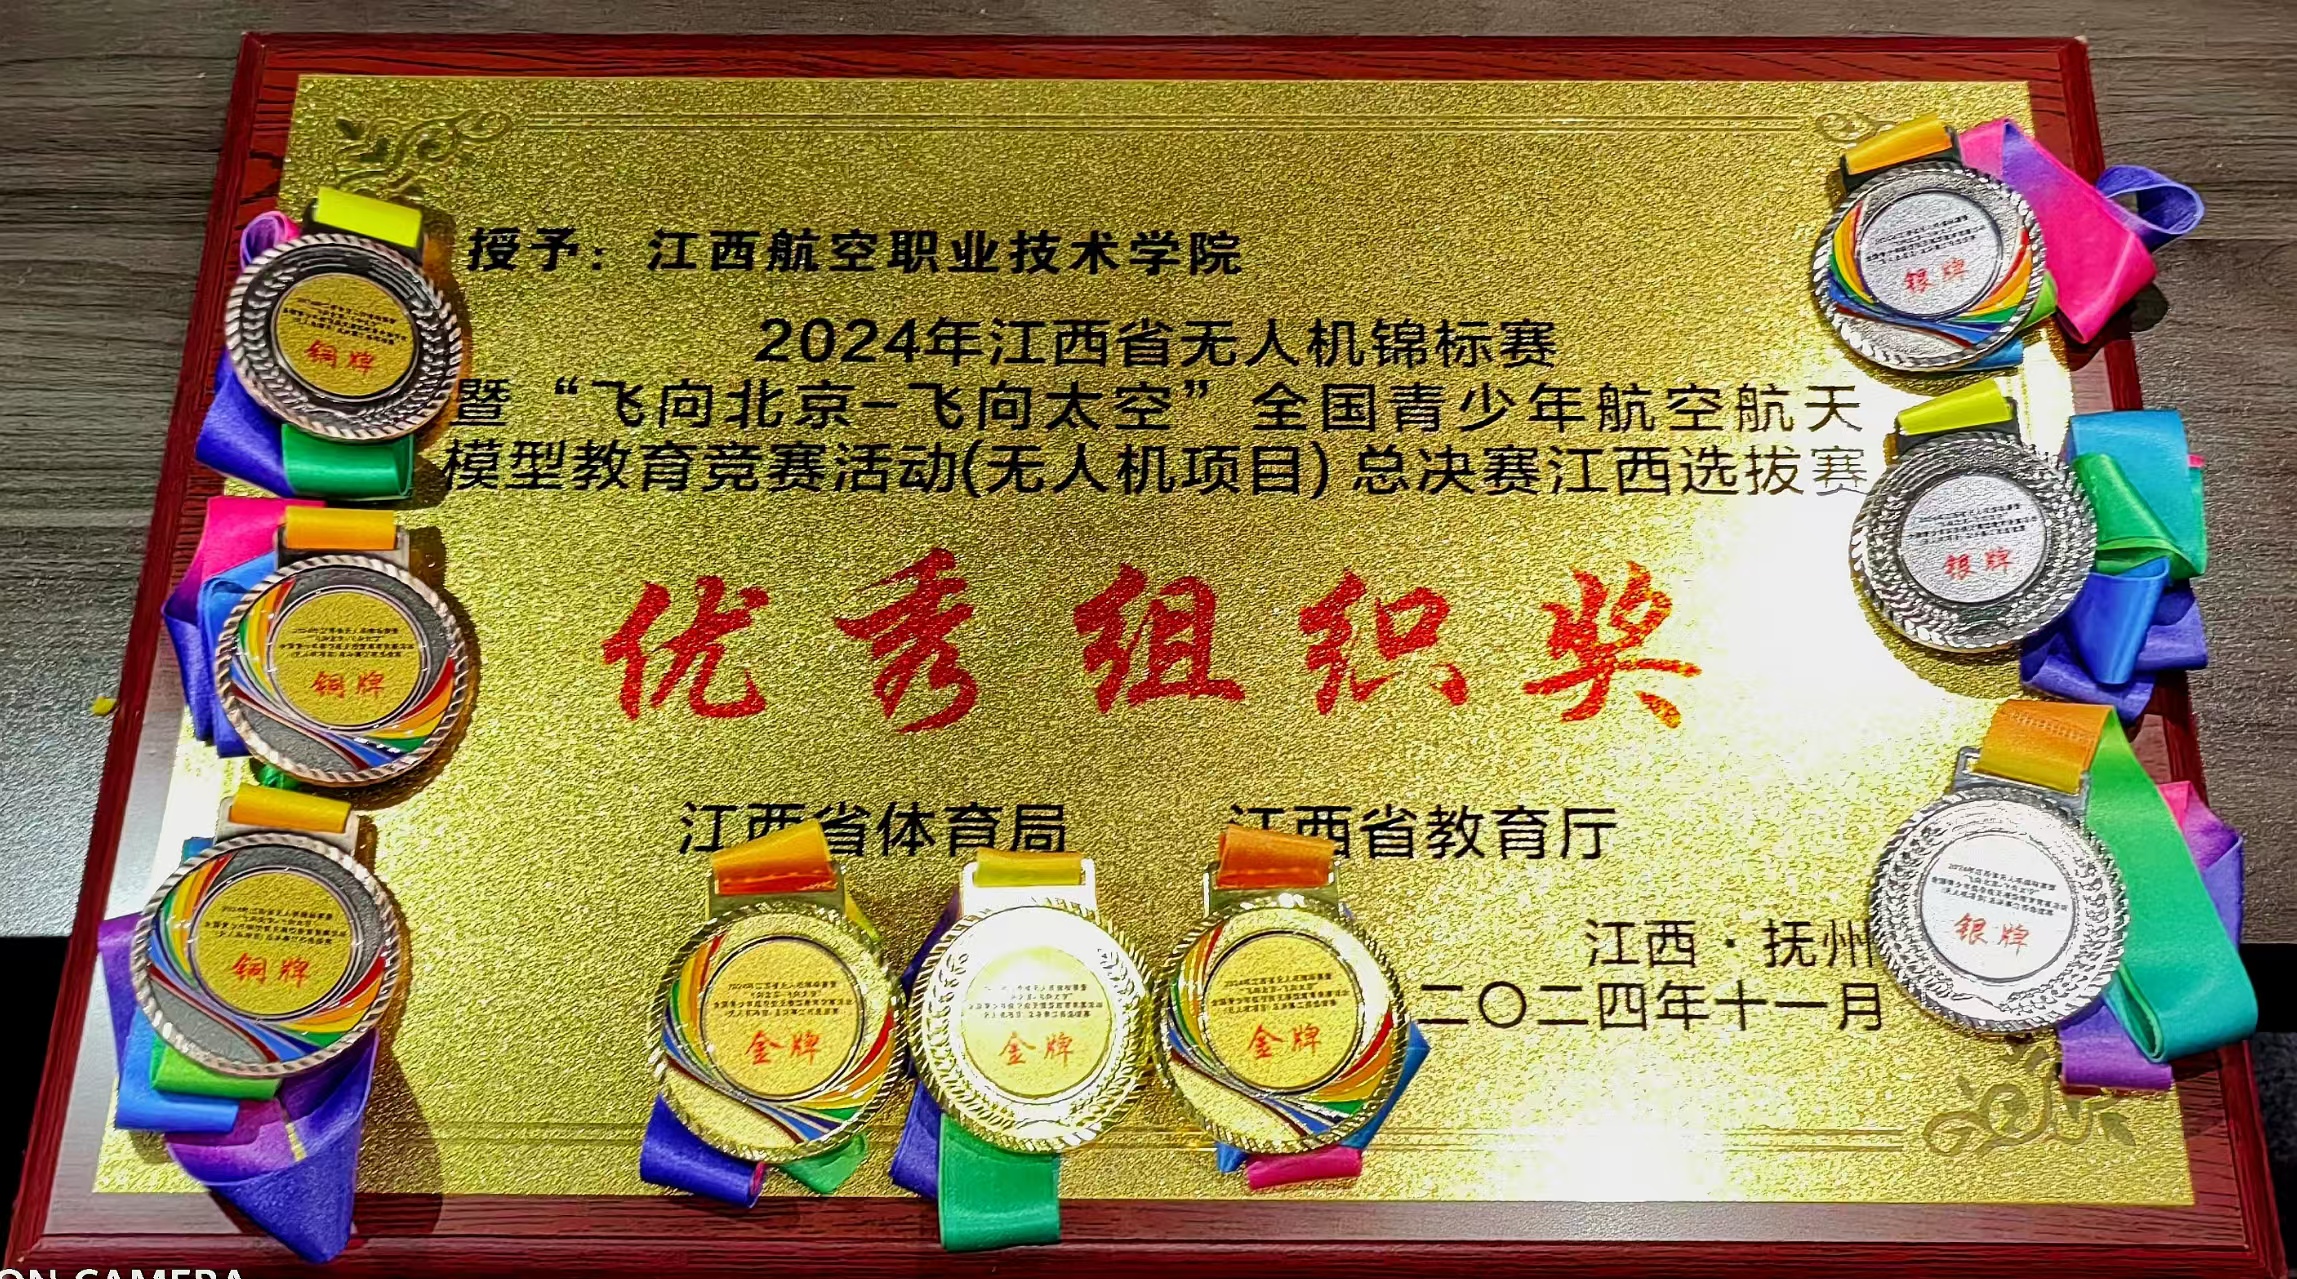 授予：江西航空职业技术学院
2024年江西省无人机锦标赛
暨“飞向北京-飞向太空”全国青少年航空航天
模型教育竞赛活动(无人机项目)总决赛江西选拔赛
优秀组织奖
江西省体育局 江西省教育厅
江西·抚州
二〇二四年十一月
铜牌
铜牌
铜牌
金牌
金牌
金牌
银牌
银牌
银牌
ON CAMERA